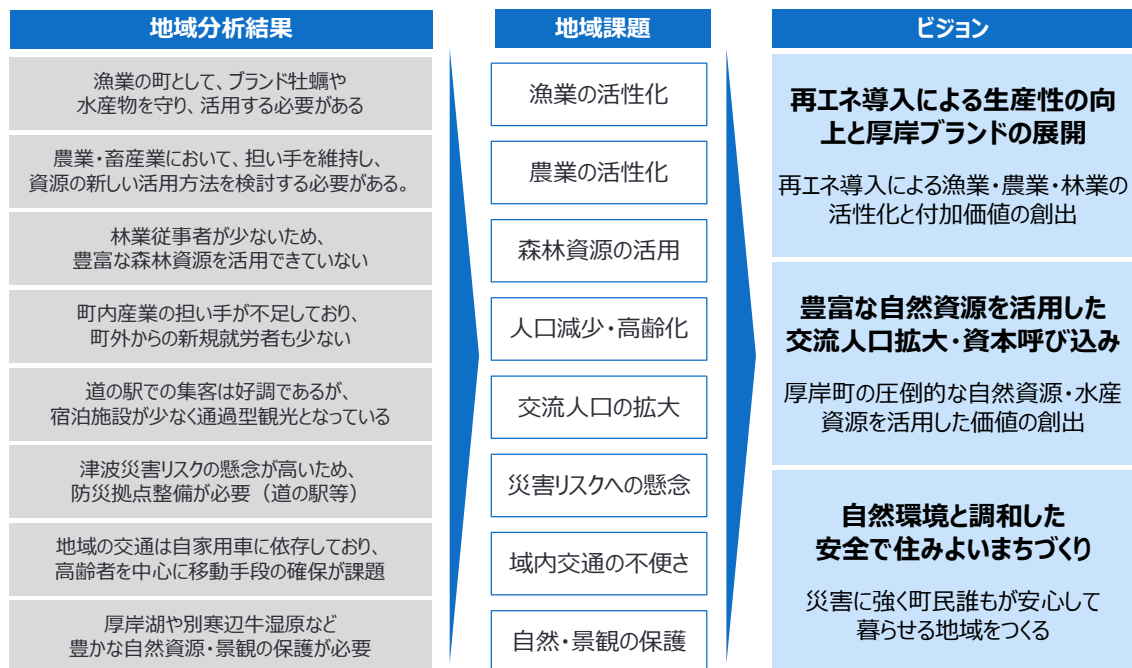 地域分析結果
漁業の町として、ブランド牡蠣や
水産物を守り、活用する必要がある
農業・畜産業において、担い手を維持し、
資源の新しい活用方法を検討する必要がある。
林業従事者が少ないため、
豊富な森林資源を活用できていない
町内産業の担い手が不足しており、
町外からの新規就労者も少ない
道の駅での集客は好調であるが、
宿泊施設が少なく通過型観光となっている
津波災害リスクの懸念が高いため、
防災拠点整備が必要（道の駅等）
地域の交通は自家用車に依存しており、
高齢者を中心に移動手段の確保が課題
厚岸湖や別寒辺牛湿原など
豊かな自然資源・景観の保護が必要
地域課題
漁業の活性化
農業の活性化
森林資源の活用
人口減少・高齢化
交流人口の拡大
災害リスクへの懸念
域内交通の不便さ
自然・景観の保護
ビジョン
再エネ導入による生産性の向
上と厚岸ブランドの展開
再エネ導入による漁業・農業・林業の
活性化と付加価値の創出
豊富な自然資源を活用した
交流人口拡大・資本呼び込み
厚岸町の圧倒的な自然資源・水産
資源を活用した価値の創出
自然環境と調和した
安全で住みよいまちづくり
災害に強く町民誰もが安心して
暮らせる地域をつくる